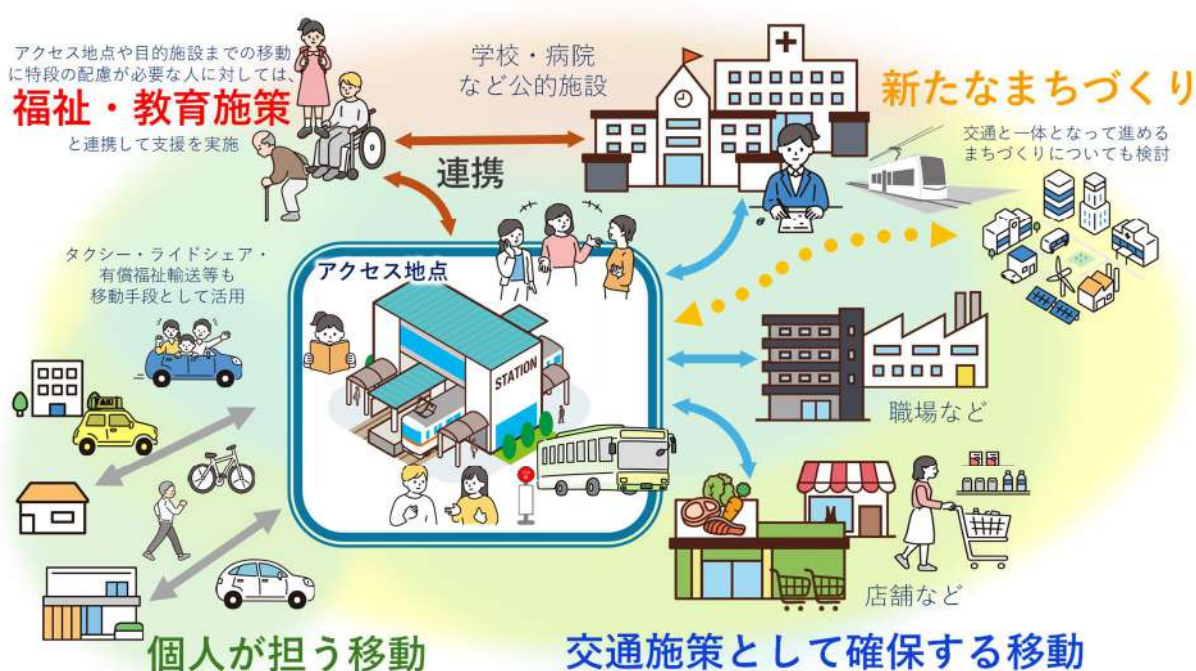 アクセス地点や目的施設までの移動
に特段の配慮が必要な人に対しては、
福祉・教育施策
と連携して支援を実施
学校・病院
など公的施設
新たなまちづくり
交通と一体となって進める
まちづくりについても検討
連携
タクシー・ライドシェア・
有償福祉輸送等も
移動手段として活用
アクセス地点
STATION
TAXI
職場など
店舗など
個人が担う移動
交通施策として確保する移動